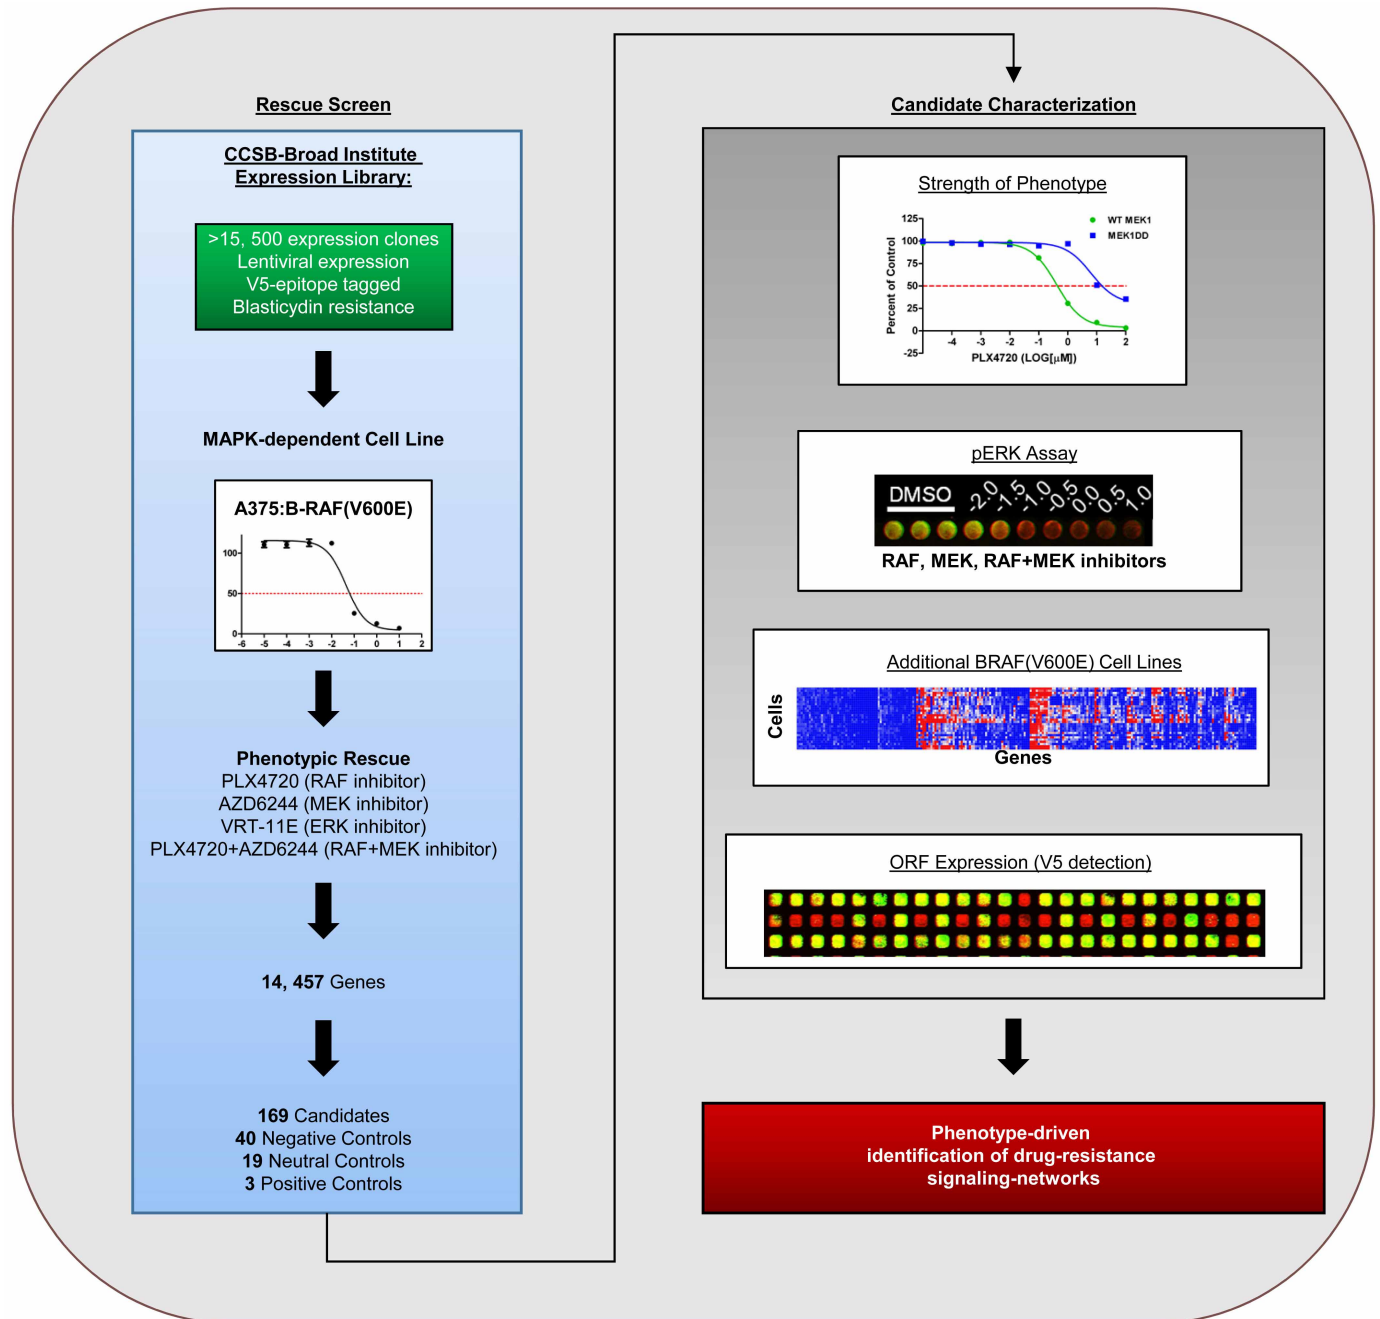 Rescue Screen
CCSB-Broad Institute
Expression Library:
>15, 500 expression clones
Lentiviral expression
V5-epitope tagged
Blasticydin resistance
MAPK-dependent Cell Line
A375:B-RAF(V600E)
100
50
0
-6 -5 -4 -3 -2 -1 0 1 2
Phenotypic Rescue
PLX4720 (RAF inhibitor)
AZD6244 (MEK inhibitor)
VRT-11E (ERK inhibitor)
PLX4720+AZD6244 (RAF+MEK inhibitor)
14, 457 Genes
169 Candidates
40 Negative Controls
19 Neutral Controls
3 Positive Controls
Candidate Characterization
Strength of Phenotype
WT MEK1
MEK1DD
Percent of Control
125
100
75
50
25
0
-25
-4 -3 -2 -1 0 1 2
PLX4720 (LOG[µM])
pERK Assay
DMSO -2.0 -1.5 -1.0 -0.5 0.0 0.5 1.0
RAF, MEK, RAF+MEK inhibitors
Additional BRAF(V600E) Cell Lines
Cells
Genes
ORF Expression (V5 detection)
Phenotype-driven
identification of drug-resistance
signaling-networks